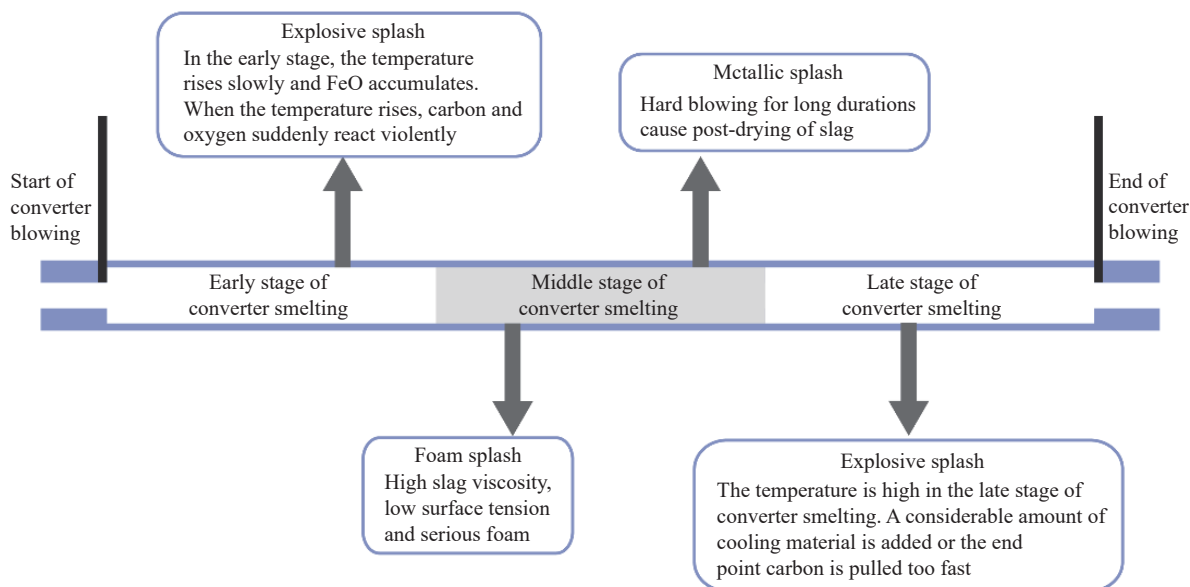 Explosive splash
In the early stage, the temperature
rises slowly and FeO accumulates.
When the temperature rises, carbon and
oxygen suddenly react violently
Mctallic splash
Hard blowing for long durations
cause post-drying of slag
Start of
converter
blowing
End of
converter
blowing
Early stage of
converter smelting
Middle stage of
converter smelting
Late stage of
converter smelting
Foam splash
High slag viscosity,
low surface tension
and serious foam
Explosive splash
The temperature is high in the late stage of
converter smelting. A considerable amount of
cooling material is added or the end
point carbon is pulled too fast